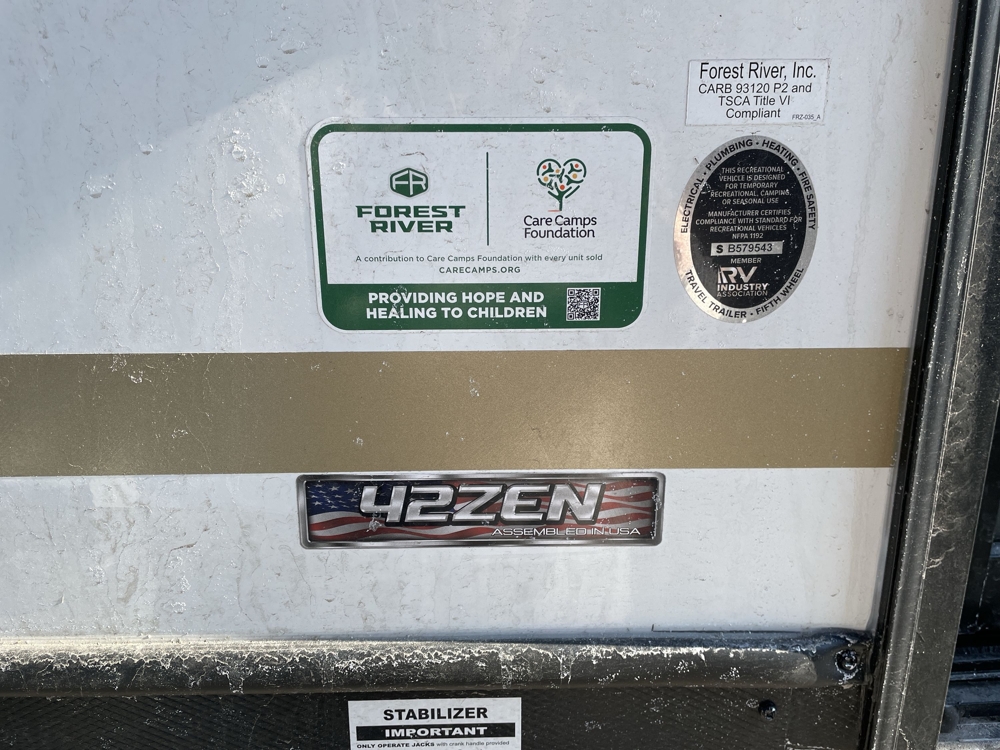 Forest River, Inc.
CARB 93120 P2 and
TSCA Title VI
Compliant
FRZ-035_A
FR
FOREST
RIVER
Care Camps
Foundation
A contribution to Care Camps Foundation with every unit sold
CARECAMPS.ORG
PROVIDING HOPE AND
HEALING TO CHILDREN
ELECTRICAL • PLUMBING • HEATING • FIRE SAFETY
THIS RECREATIONAL
VEHICLE IS DESIGNED
FOR TEMPORARY
RECREATIONAL, CAMPING,
OR SEASONAL USE
MANUFACTURER CERTIFIES
COMPLIANCE WITH STANDARD FOR
RECREATIONAL VEHICLES
NFPA 1192
S B579543
MEMBER
RV
INDUSTRY
ASSOCIATION
TRAVEL TRAILER • FIFTH WHEEL
42ZEN
ASSEMBLED IN USA
STABILIZER
IMPORTANT
ONLY OPERATE JACKS with crank handle provided